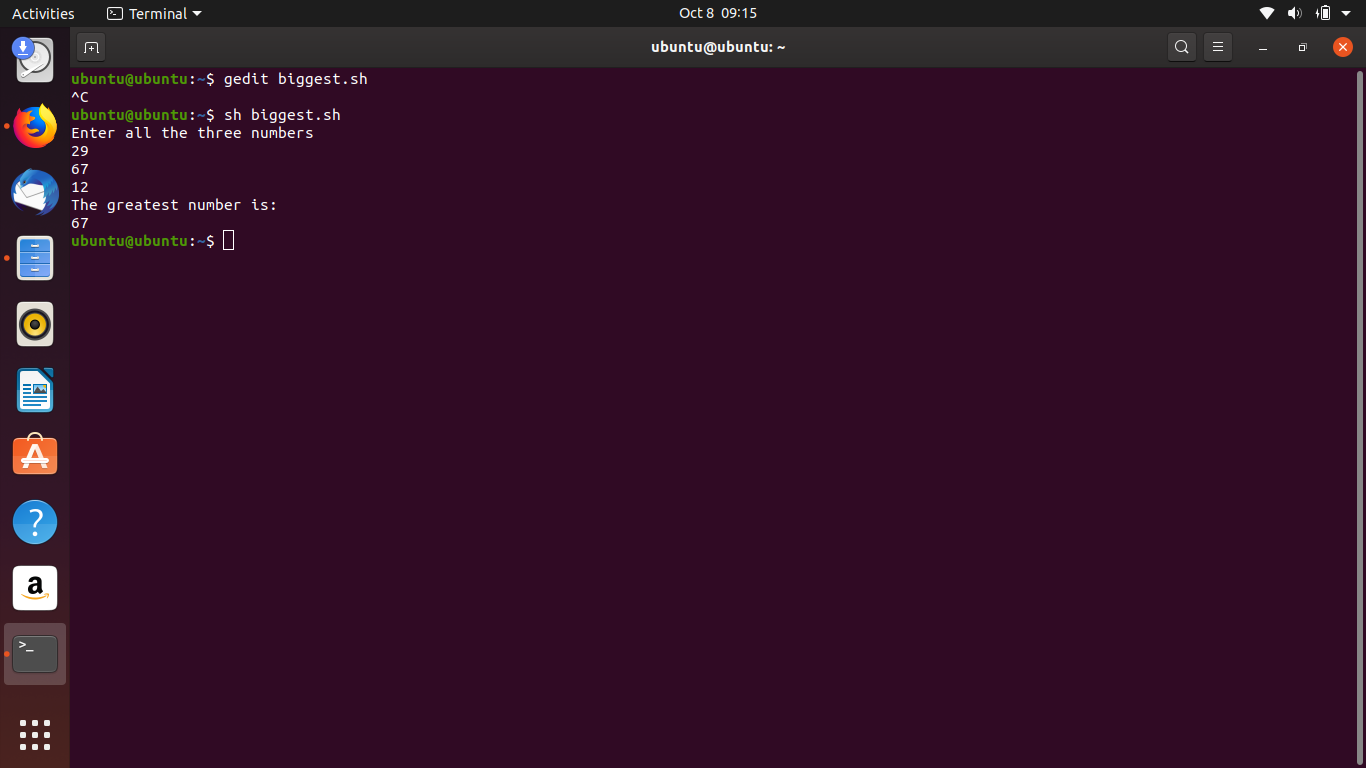 Activities Terminal Oct 8 09:15
ubuntu@ubuntu: ~
ubuntu@ubuntu:~$ gedit biggest.sh
^C
ubuntu@ubuntu:~$ sh biggest.sh
Enter all the three numbers
29
67
12
The greatest number is:
67
ubuntu@ubuntu:~$